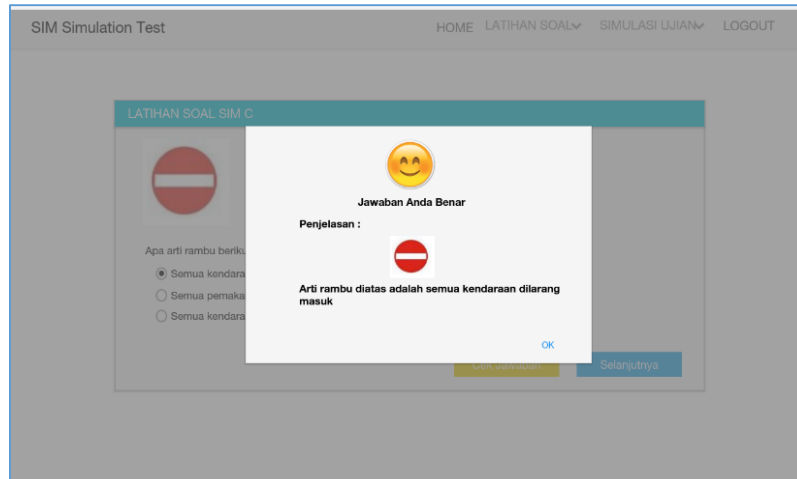 SIM Simulation Test HOME LATIHAN SOAL SIMULASI UJIAN LOGOUT
LATIHAN SOAL SIM C
Jawaban Anda Benar
Penjelasan :
Apa arti rambu beriku
Semua kendara
Semua pemaka
Semua kendara
Arti rambu diatas adalah semua kendaraan dilarang
masuk
OK
Cek Jawaban Selanjutnya